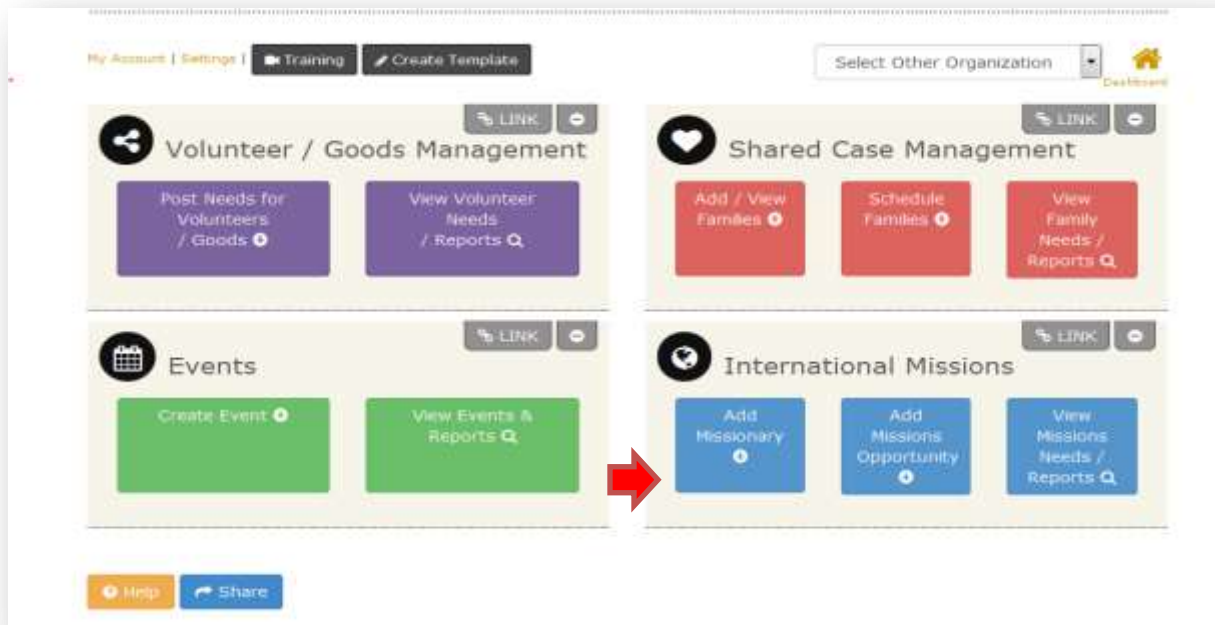 My Account | Settings | Training Create Template
Select Other Organization
Dashboard
LINK
Volunteer / Goods Management
Post Needs for
Volunteers
/ Goods
View Volunteer
Needs
/ Reports
LINK
Shared Case Management
Add / View
Families
Schedule
Families
View
Family
Needs /
Reports
LINK
Events
Create Event
View Events &
Reports
LINK
International Missions
Add
Missionary
Add
Missions
Opportunity
View
Missions
Needs /
Reports
Help
Share